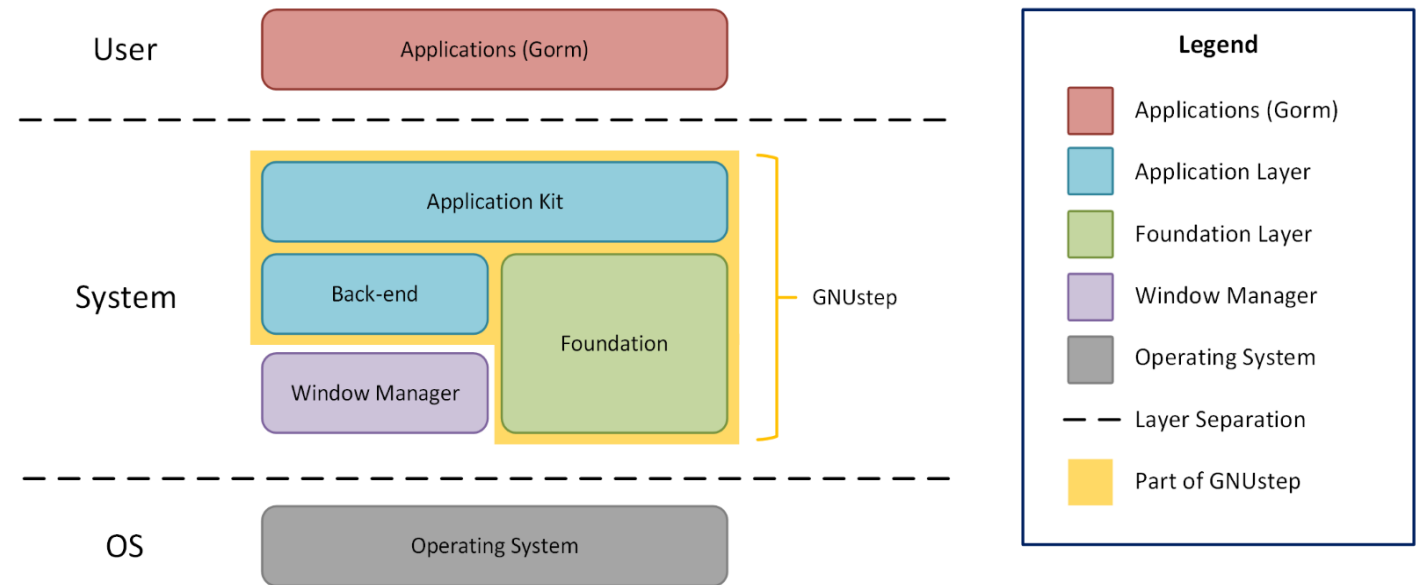 User
Applications (Gorm)
System
Application Kit
Back-end
Foundation
Window Manager
GNUstep
OS
Operating System
Legend
Applications (Gorm)
Application Layer
Foundation Layer
Window Manager
Operating System
Layer Separation
Part of GNUstep